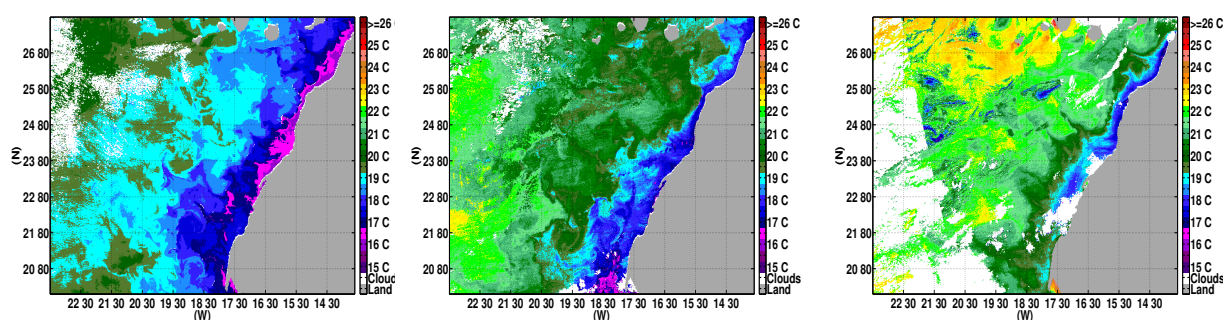 26 80
25 80
24 80
(N)
23 80
22 80
21 80
20 80
22 30 21 30 20 30 19 30 18 30 17 30 16 30 15 30 14 30
(W)
>=26 C
25 C
24 C
23 C
22 C
21 C
20 C
19 C
18 C
17 C
16 C
15 C
Clouds
Land
26 80
25 80
24 80
(N)
23 80
22 80
21 80
20 80
22 30 21 30 20 30 19 30 18 30 17 30 16 30 15 30 14 30
(W)
>=26 C
25 C
24 C
23 C
22 C
21 C
20 C
19 C
18 C
17 C
16 C
15 C
Clouds
Land
26 80
25 80
24 80
(N)
23 80
22 80
21 80
20 80
22 30 21 30 20 30 19 30 18 30 17 30 16 30 15 30 14 30
(W)
>=26 C
25 C
24 C
23 C
22 C
21 C
20 C
19 C
18 C
17 C
16 C
15 C
Clouds
Land